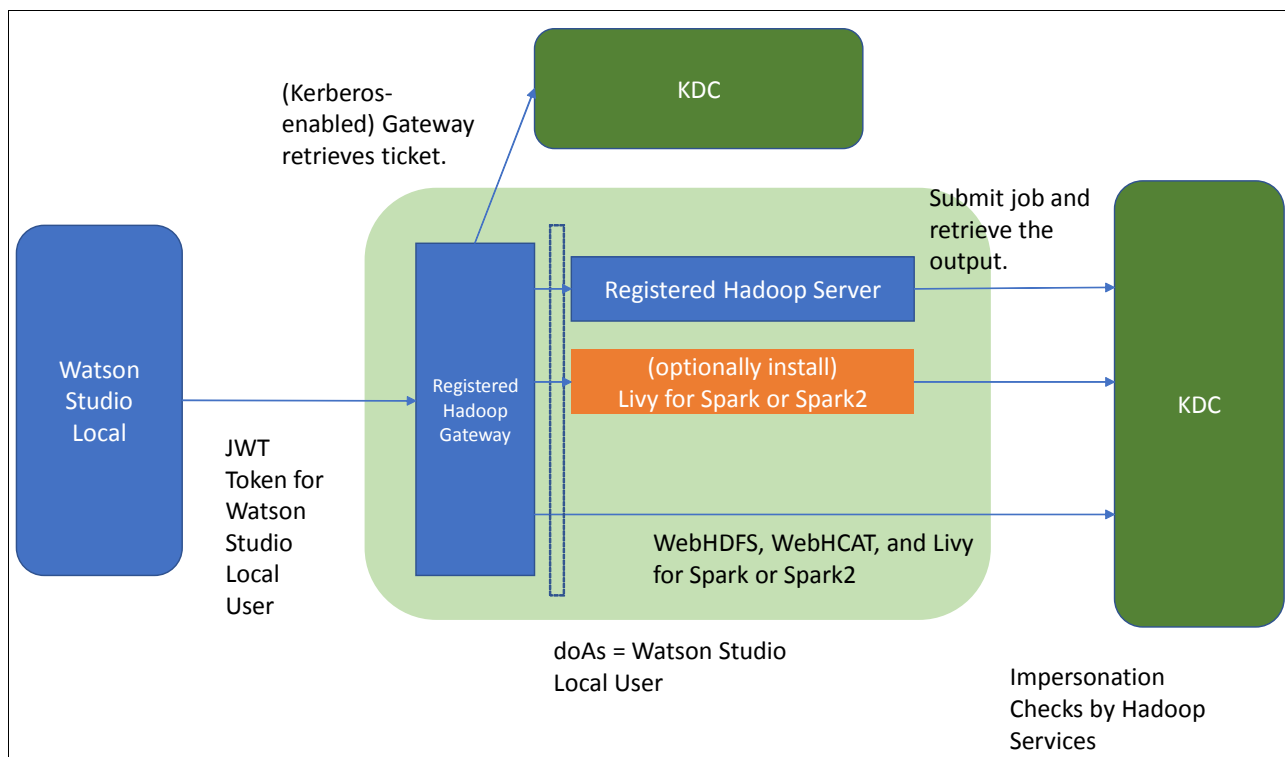 KDC
(Kerberos-
enabled) Gateway
retrieves ticket.
Submit job and
retrieve the
output.
Registered Hadoop Server
(optionally install)
Livy for Spark or Spark2
Watson
Studio
Local
Registered
Hadoop
Gateway
KDC
JWT
Token for
Watson
Studio
Local
User
WebHDFS, WebHCAT, and Livy
for Spark or Spark2
doAs = Watson Studio
Local User
Impersonation
Checks by Hadoop
Services